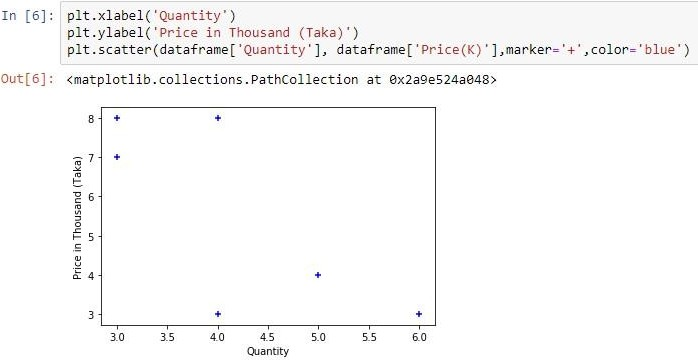 In [6]: plt.xlabel('Quantity')
plt.ylabel('Price in Thousand (Taka)')
plt.scatter(dataframe['Quantity'], dataframe['Price(K)'],marker='+',color='blue')
Out[6]: <matplotlib.collections.PathCollection at 0x2a9e524a048>
8
7
6
5
4
3
Price in Thousand (Taka)
3.0 3.5 4.0 4.5 5.0 5.5 6.0
Quantity